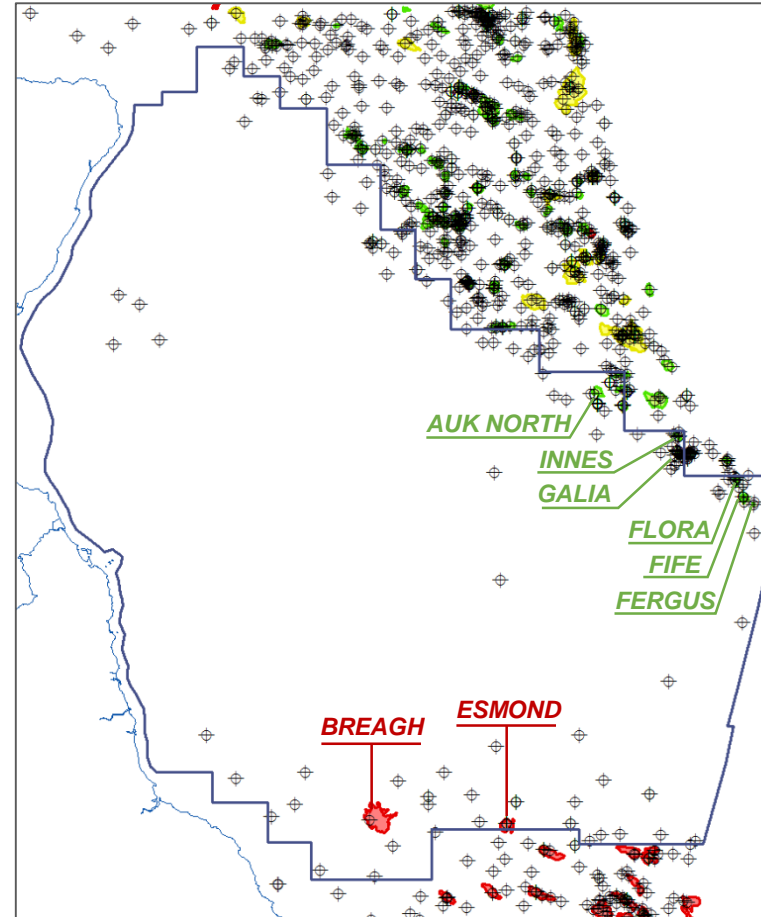 AUK NORTH
INNES
GALIA
FLORA
FIFE
FERGUS
BREAGH
ESMOND